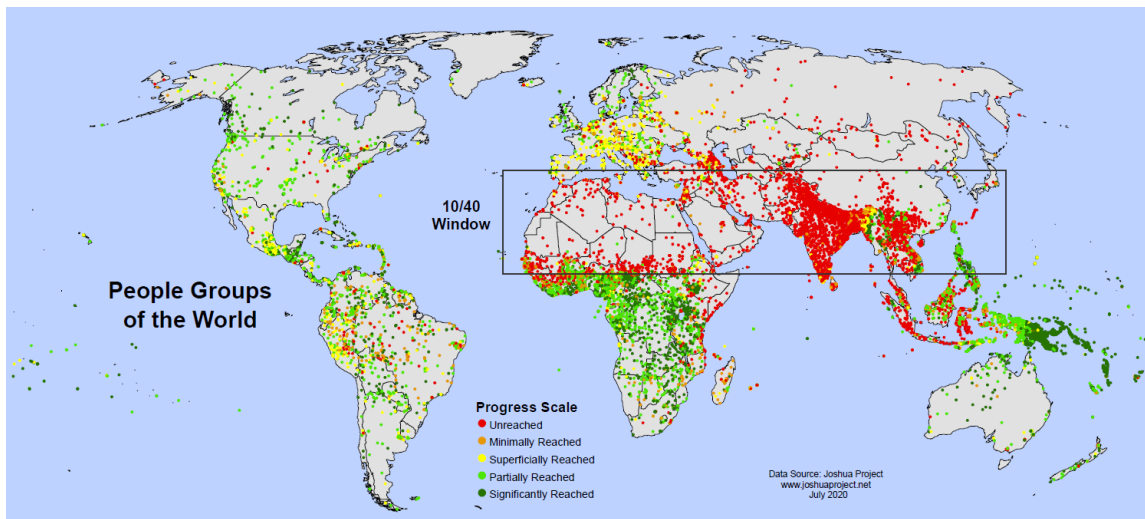 10/40
Window
People Groups
of the World
Progress Scale
Unreached
Minimally Reached
Superficially Reached
Partially Reached
Significantly Reached
Data Source: Joshua Project
www.joshuaproject.net
July 2020